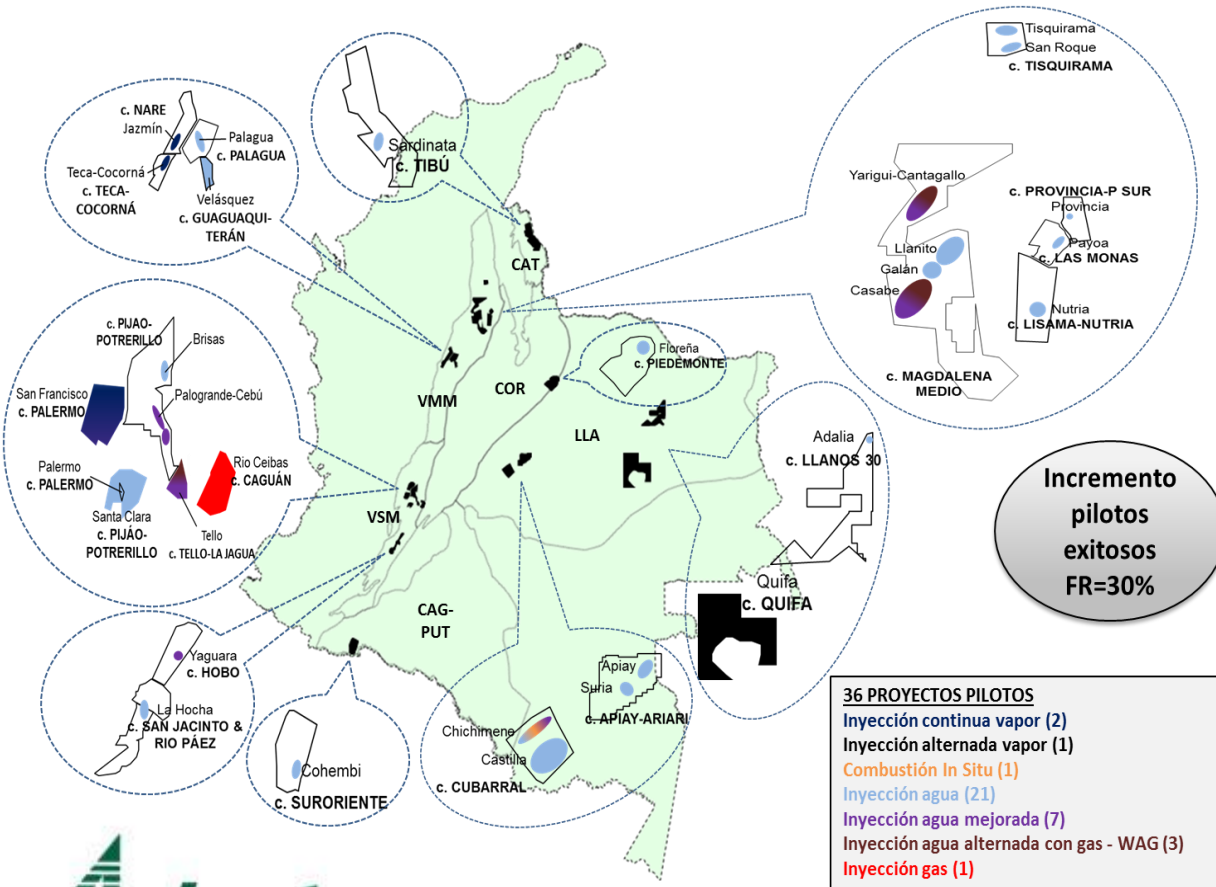 Tisquirama
San Roque
c. TISQUIRAMA
c. NARE
Jazmín
Palagua
c. PALAGUA
Teca-Cocorná
c. TECA-
COCORNÁ
Velásquez
c. GUAGUAQUI-
TERÁN
Sardinata
c. TIBÚ
Yarigui-Cantagallo
c. PROVINCIA-P SUR
Provincia
Payoa
c. LAS MONAS
Llanito
Galán
Casabe
Nutria
c. LISAMA-NUTRIA
c. MAGDALENA
MEDIO
CAT
COR
VMM
LLA
VSM
CAG-
PUT
c. PIJAO-
POTRERILLO
Brisas
San Francisco
c. PALERMO
Palogrande-Cebú
Palermo
c. PALERMO
Rio Ceibas
c. CAGUÁN
Santa Clara
c. PIJÁO-
POTRERILLO
Tello
c. TELLO-LA JAGUA
Floreña
c. PIEDEMONTE
Adalia
c. LLANOS 30
Quifa
c. QUIFA
Incremento
pilotos
exitosos
FR=30%
Yaguara
c. HOBO
La Hocha
c. SAN JACINTO &
RIO PÁEZ
Cohembi
c. SURORIENTE
Apiay
Suria
c. APIAY-ARIARI
Chichimene
Castilla
c. CUBARRAL
36 PROYECTOS PILOTOS
Inyección continua vapor (2)
Inyección alternada vapor (1)
Combustión In Situ (1)
Inyección agua (21)
Inyección agua mejorada (7)
Inyección agua alternada con gas - WAG (3)
Inyección gas (1)